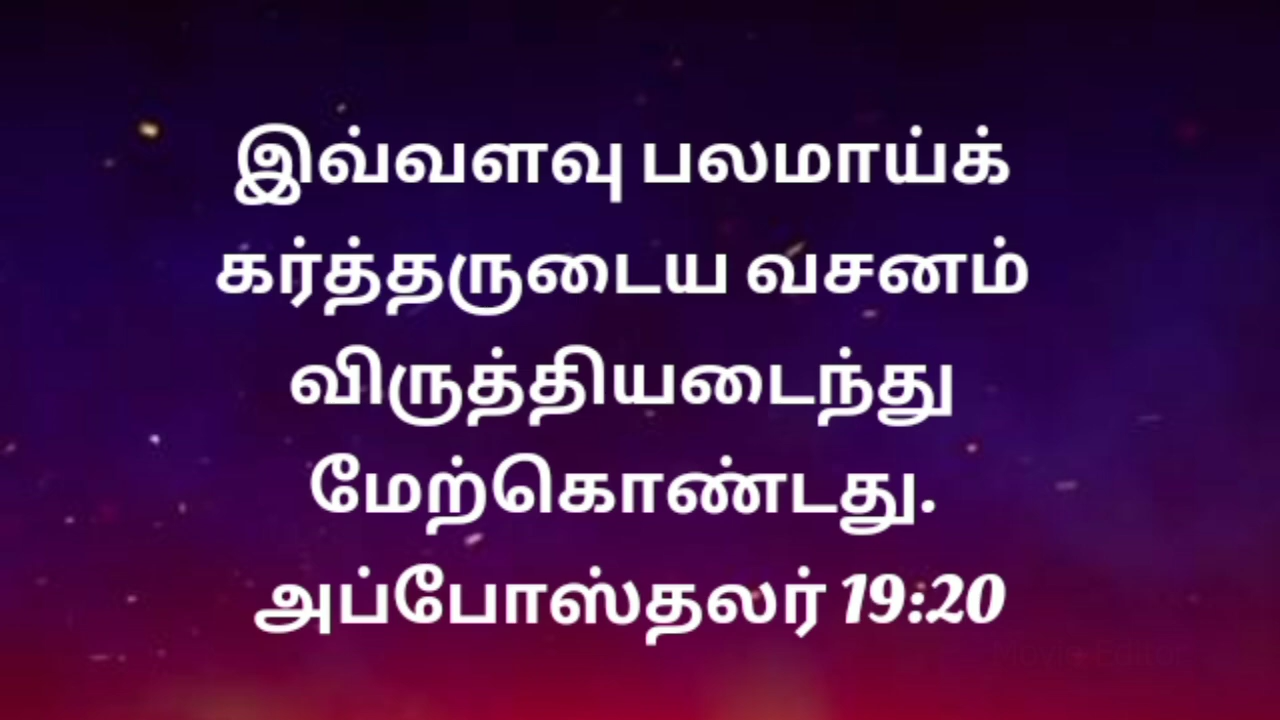 இவ்வளவு பலமாய்க்
கர்த்தருடைய வசனம்
விருத்தியடைந்து
மேற்கொண்டது.
அப்போஸ்தலர் 19:20